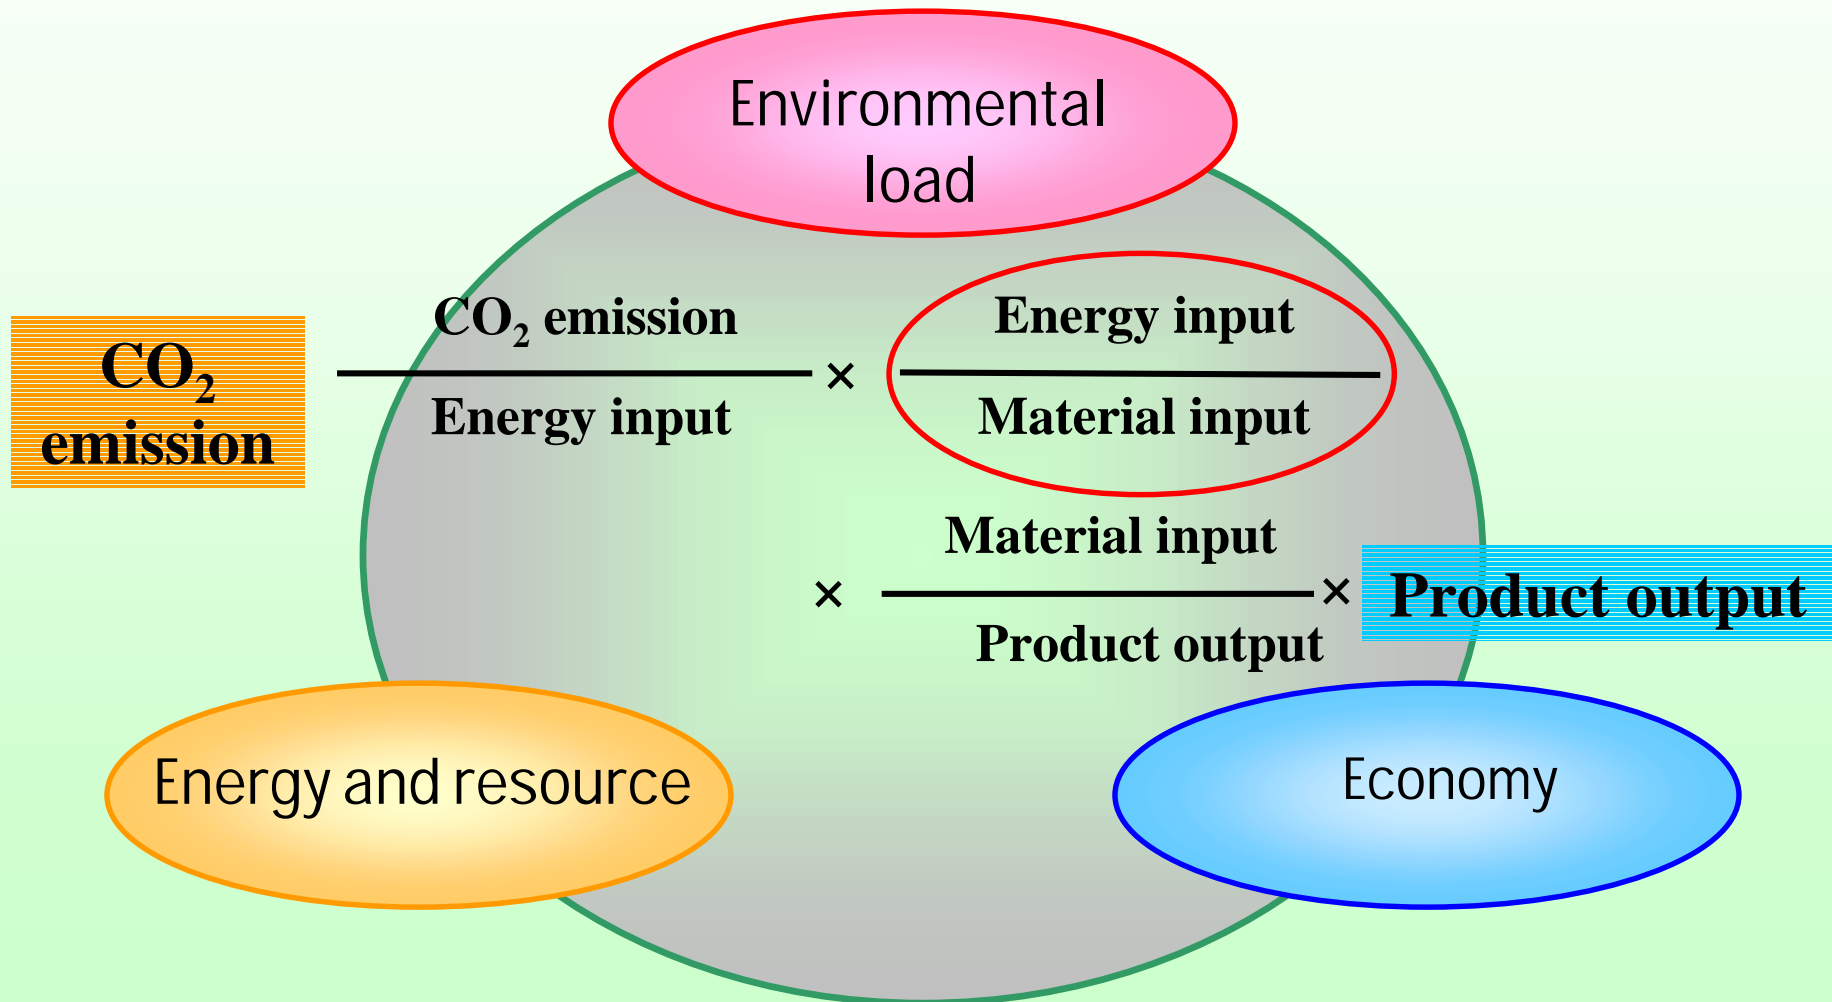 Environmental
load
CO₂
emission
CO₂ emission
Energy input
×
Energy input
Material input
×
Material input
Product output
×
Product output
Energy and resource
Economy